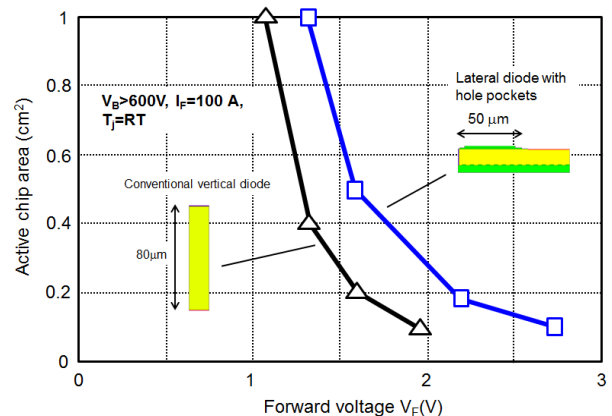 1
0.8
0.6
0.4
0.2
0
0
1
2
3
Active chip area (cm²)
Forward voltage V_F(V)
V_B>600V, I_F=100 A,
T_j=RT
Lateral diode with
hole pockets
50 μm
Conventional vertical diode
80μm